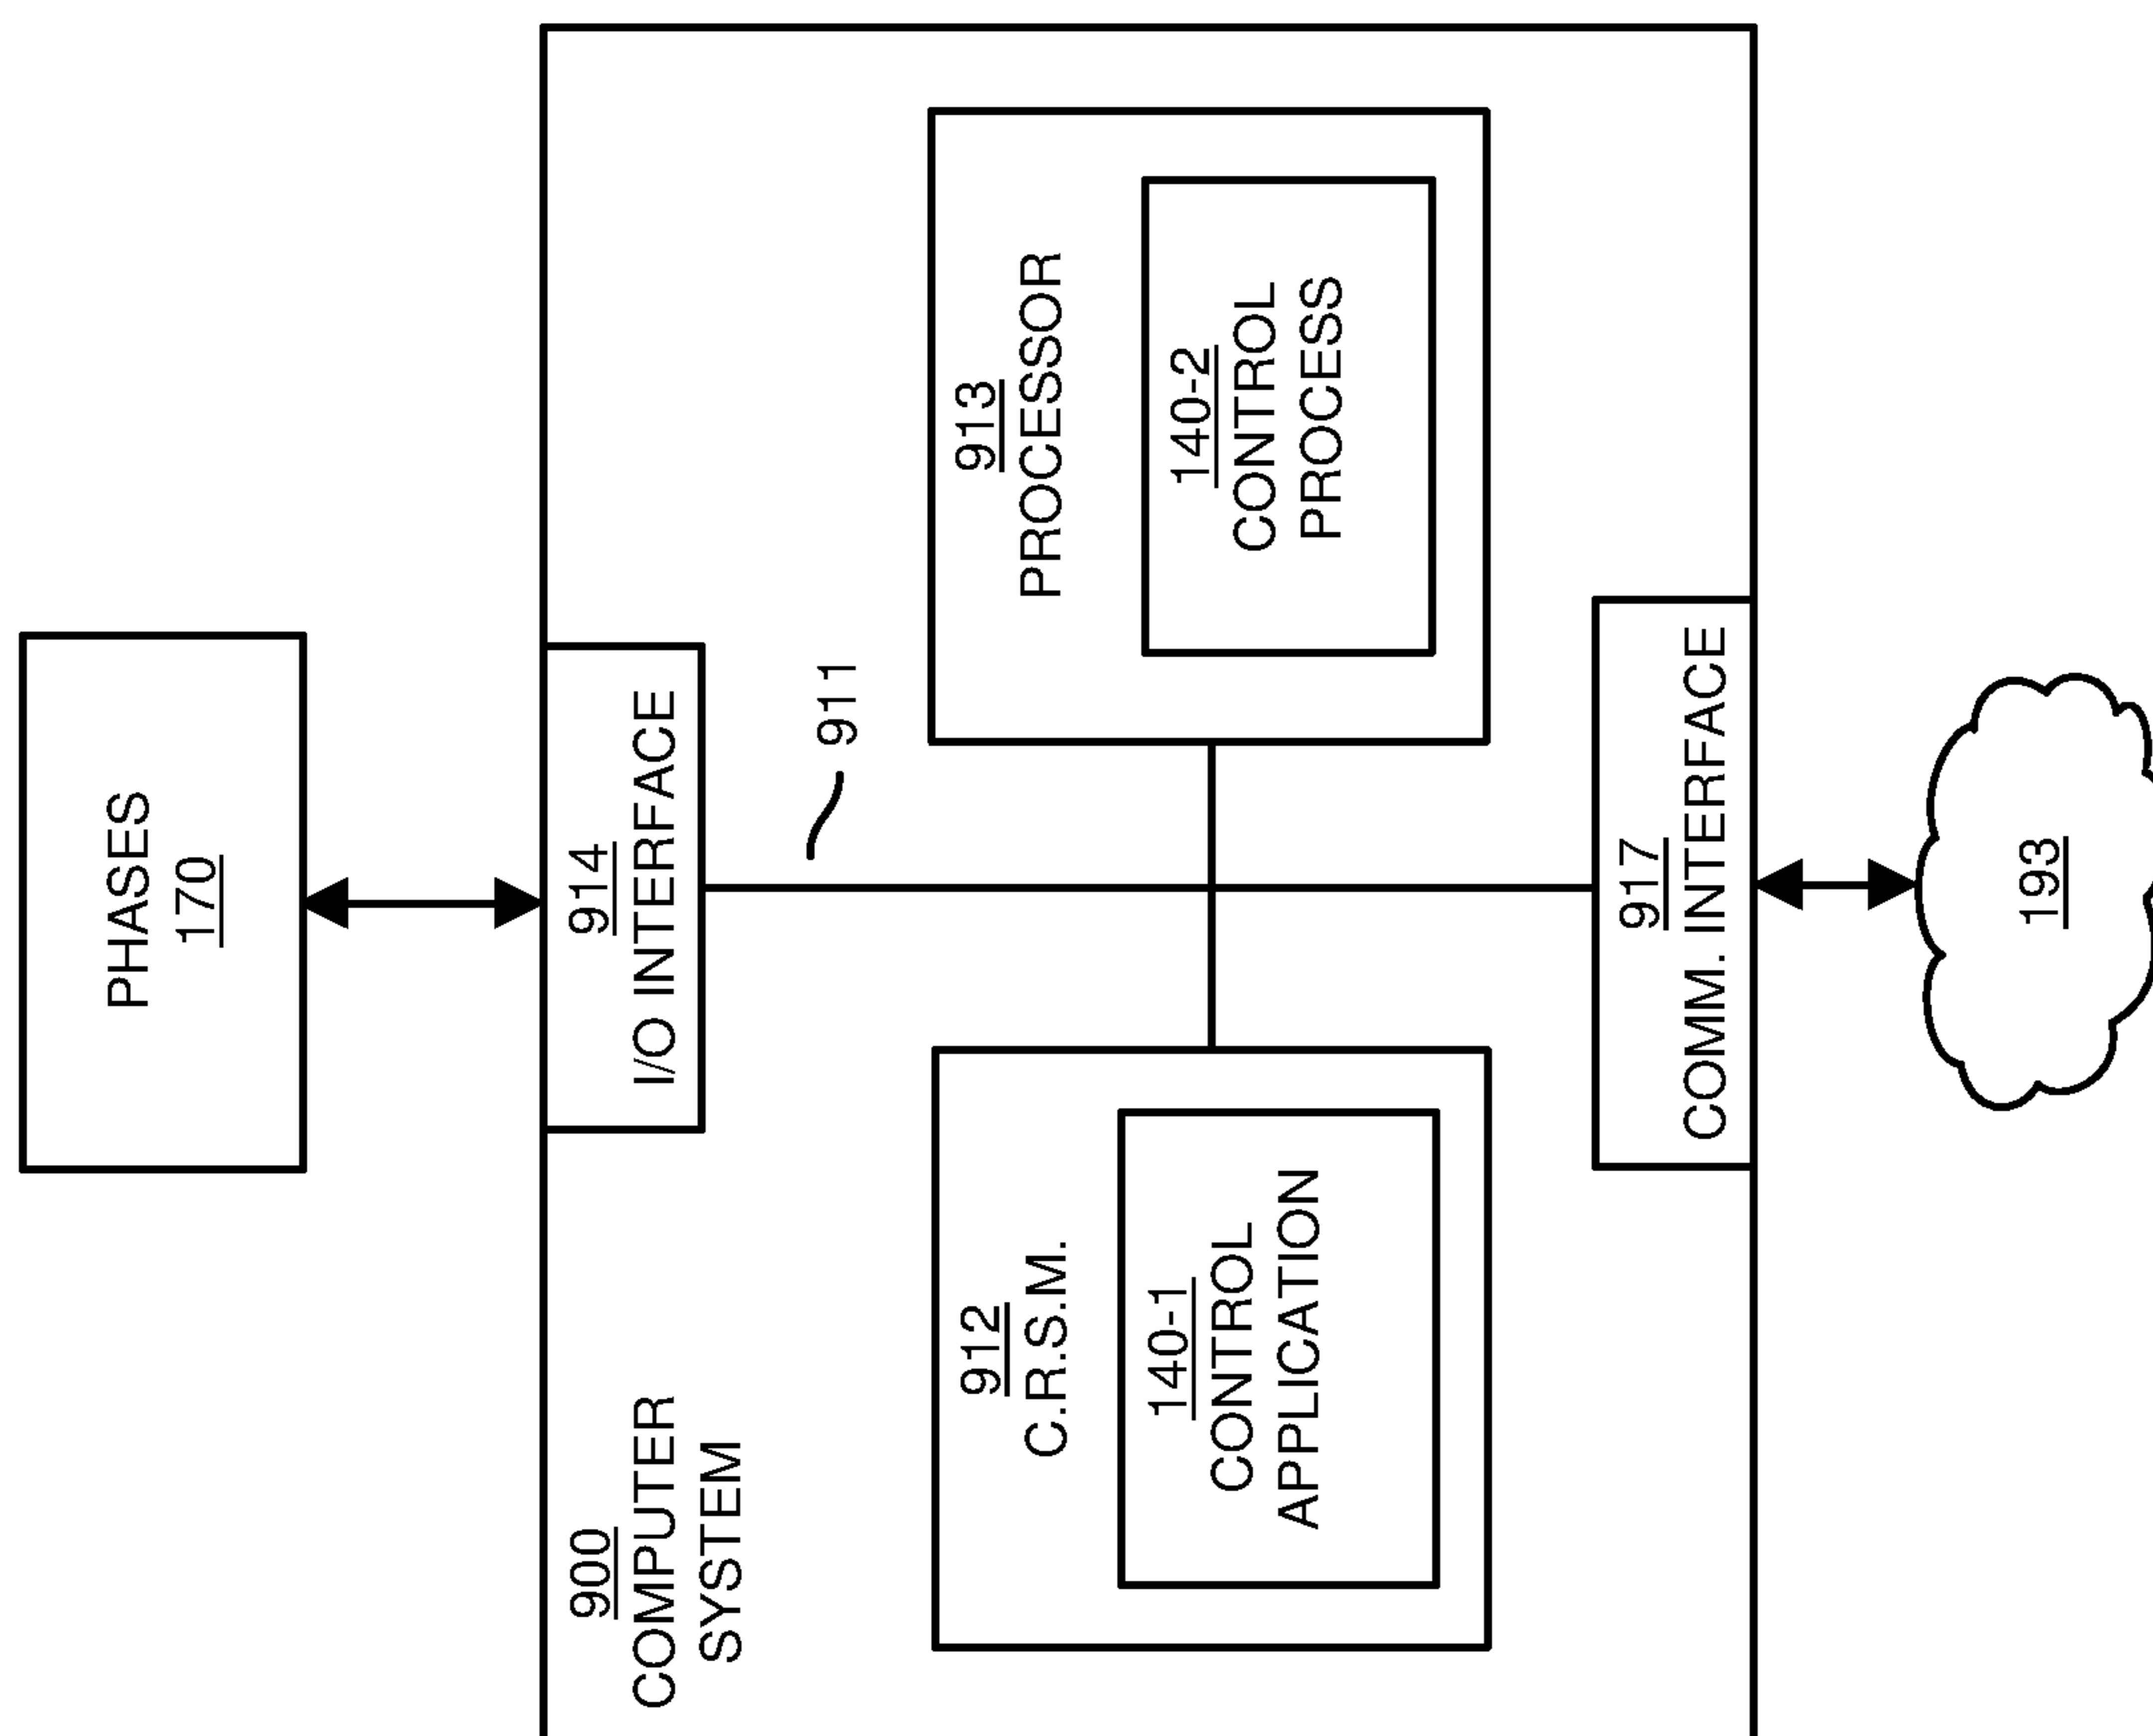 PHASES
170
900
COMPUTER
SYSTEM
914
I/O INTERFACE
911
912
C.R.S.M.
140-1
CONTROL
APPLICATION
913
PROCESSOR
140-2
CONTROL
PROCESS
917
COMM. INTERFACE
193